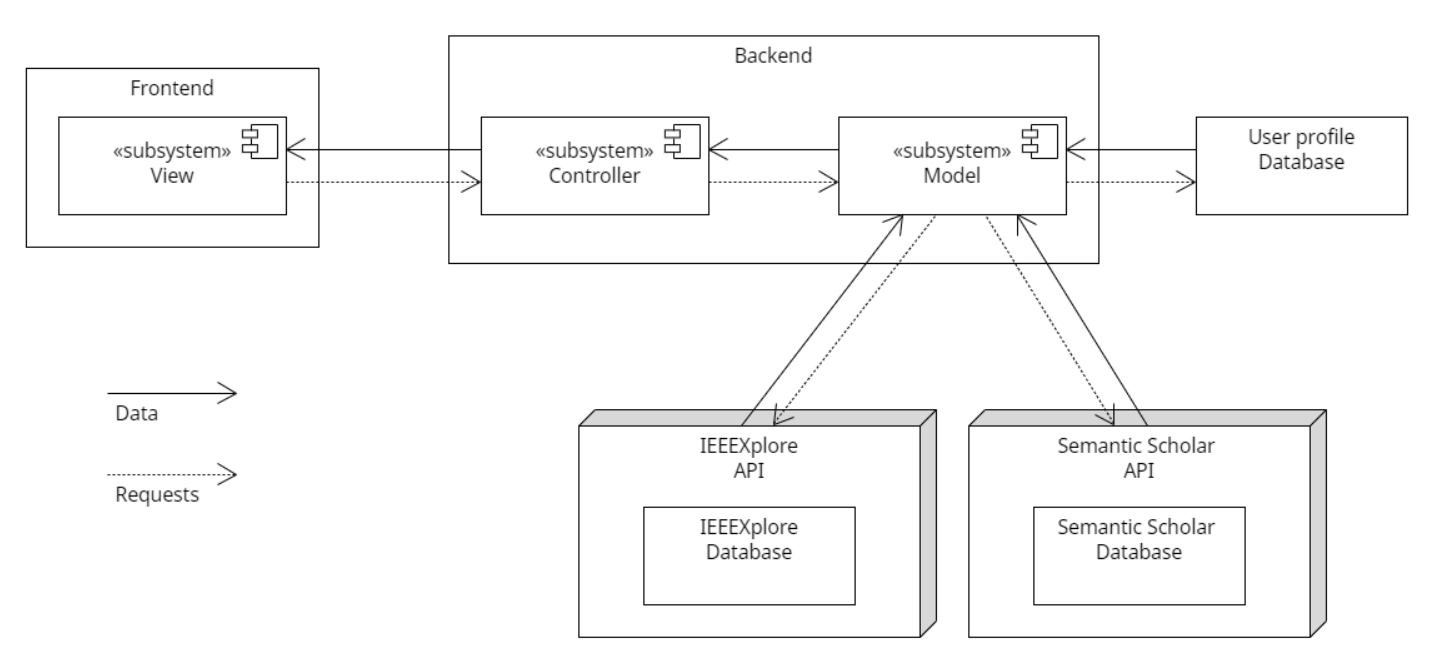 Backend
Frontend
«subsystem»
View
«subsystem»
Controller
«subsystem»
Model
User profile
Database
Data
Requests
IEEEXplore
API
IEEEXplore
Database
Semantic Scholar
API
Semantic Scholar
Database